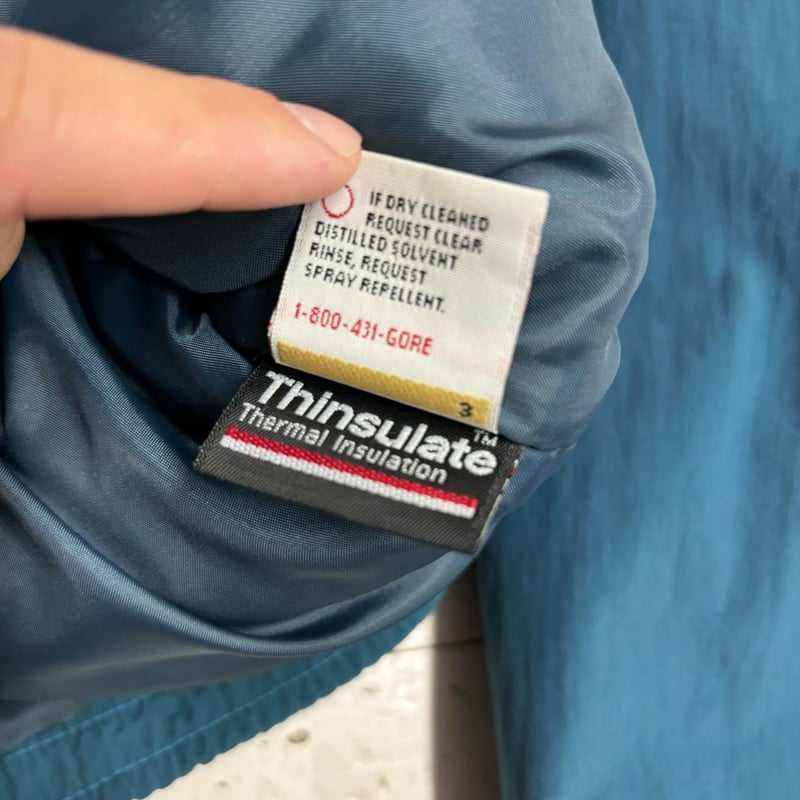 IF DRY CLEANED
REQUEST CLEAR
DISTILLED SOLVENT
RINSE, REQUEST
SPRAY REPELLENT.
1-800-431-GORE
3
Thinsulate™
Thermal Insulation